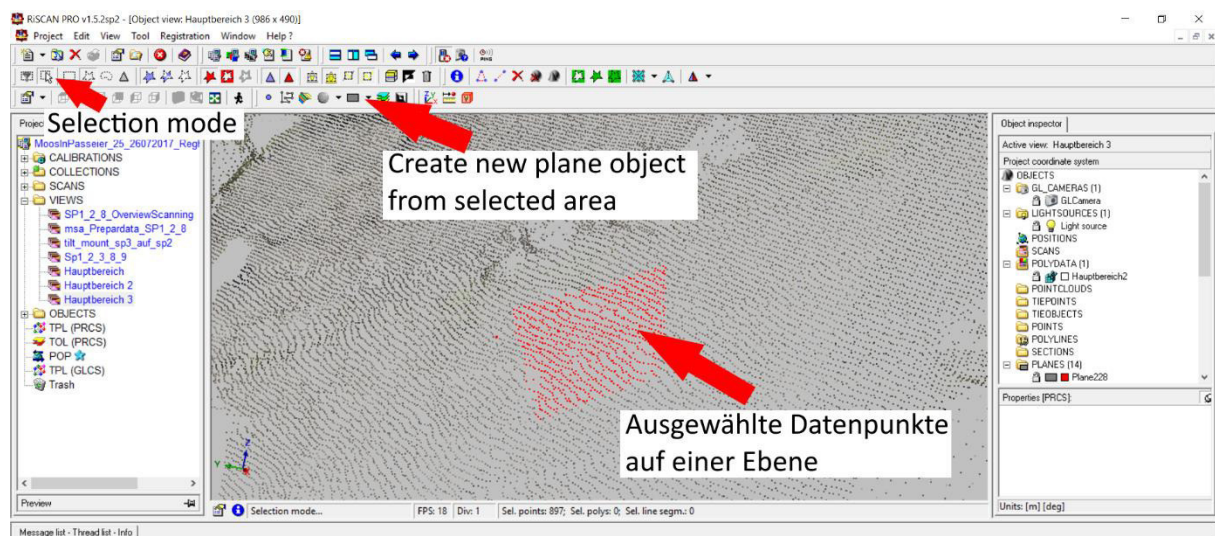 RiSCAN PRO v1.5.2sp2 - [Object view: Hauptbereich 3 (986 x 490)]
Project Edit View Tool Registration Window Help ?
Selection mode
Create new plane object
from selected area
Ausgewählte Datenpunkte
auf einer Ebene
MoosInPasseier_25_26072017_Regi
CALIBRATIONS
COLLECTIONS
SCANS
VIEWS
SP1_2_8_OverviewScanning
msa_Prepardata_SP1_2_8
tilt_mount_sp3_auf_sp2
Sp1_2_3_8_9
Hauptbereich
Hauptbereich 2
Hauptbereich 3
OBJECTS
TPL (PRCS)
TOL (PRCS)
POP
TPL (GLCS)
Trash
Preview
Z
Y
Selection mode...
FPS: 18
Div: 1
Sel. points: 897; Sel. polys: 0; Sel. line segm.: 0
Object inspector
Active view: Hauptbereich 3
Project coordinate system
OBJECTS
GL_CAMERAS (1)
GLCamera
LIGHTSOURCES (1)
Light source
POSITIONS
SCANS
POLYDATA (1)
Hauptbereich2
POINTCLOUDS
TIEPOINTS
TIEOBJECTS
POINTS
POLYLINES
SECTIONS
PLANES (14)
Plane228
Properties [PRCS]:
Units: [m] [deg]
Message list - Thread list - Info